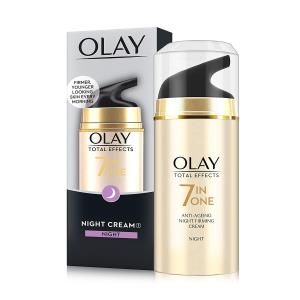 OLAY
FIRMER,
YOUNGER
LOOKING
SKIN EVERY
MORNING
OLAY
TOTAL EFFECTS
7 IN
ONE
NIGHT CREAM
NIGHT
OLAY
TOTAL EFFECTS
7 IN
ONE
ANTI-AGEING
NIGHT FIRMING
CREAM
NIGHT